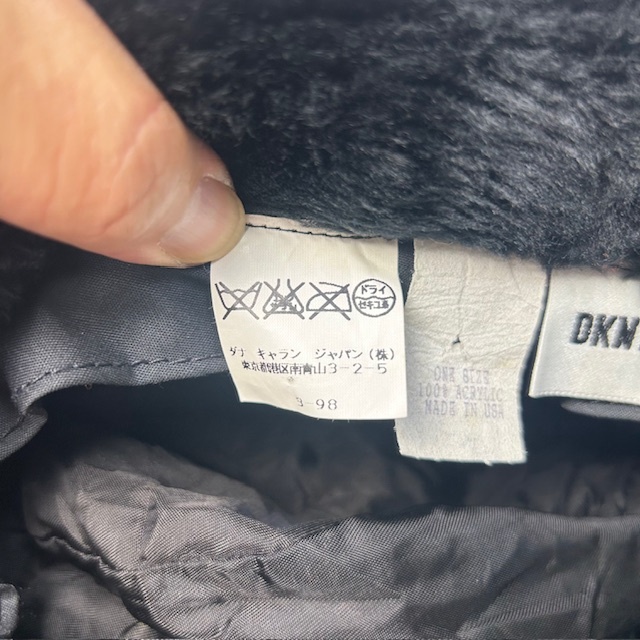 ドライ
セキユ系
ダナ キャラン ジャパン(株)
東京都港区南青山3-2-5
3-98
ONE SIZE
100% ACRYLIC
MADE IN USA
DKN